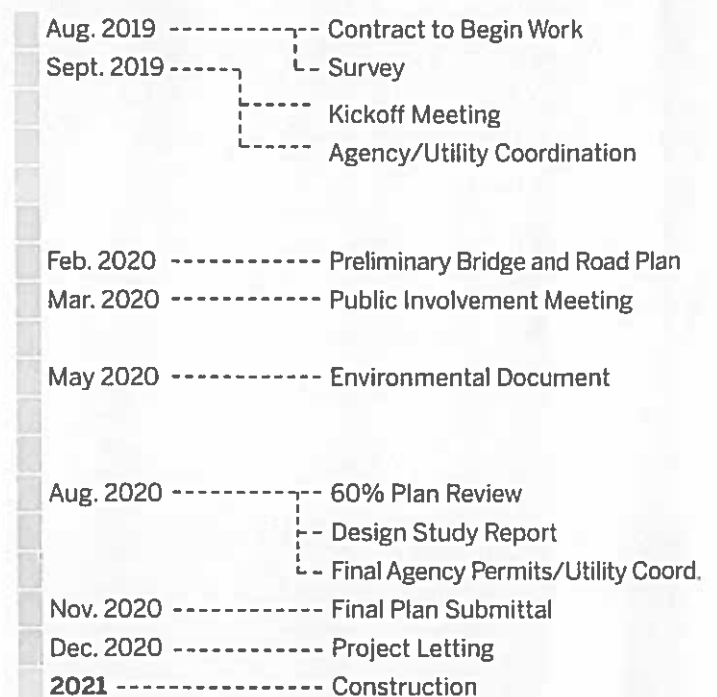 Aug. 2019 Contract to Begin Work
Survey
Sept. 2019
Kickoff Meeting
Agency/Utility Coordination
Feb. 2020 Preliminary Bridge and Road Plan
Mar. 2020 Public Involvement Meeting
May 2020 Environmental Document
Aug. 2020 60% Plan Review
Design Study Report
Final Agency Permits/Utility Coord.
Nov. 2020 Final Plan Submittal
Dec. 2020 Project Letting
2021 Construction